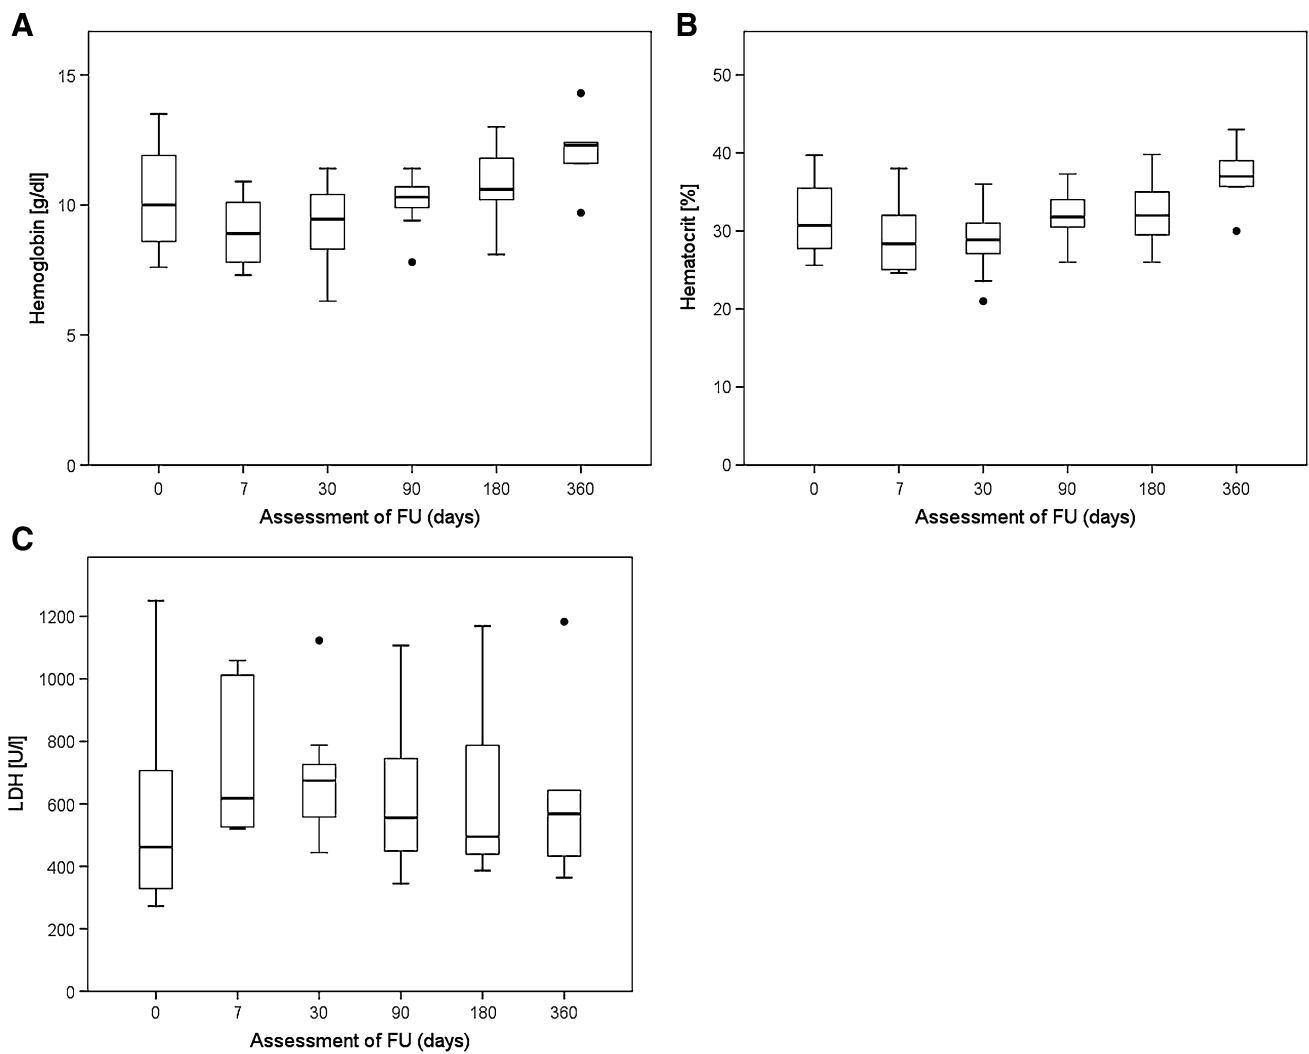 A
Hemoglobin [g/dl]
15
10
5
0
0 7 30 90 180 360
Assessment of FU (days)
B
Hematocrit [%]
50
40
30
20
10
0
0 7 30 90 180 360
Assessment of FU (days)
C
LDH [U/l]
1200
1000
800
600
400
200
0
0 7 30 90 180 360
Assessment of FU (days)